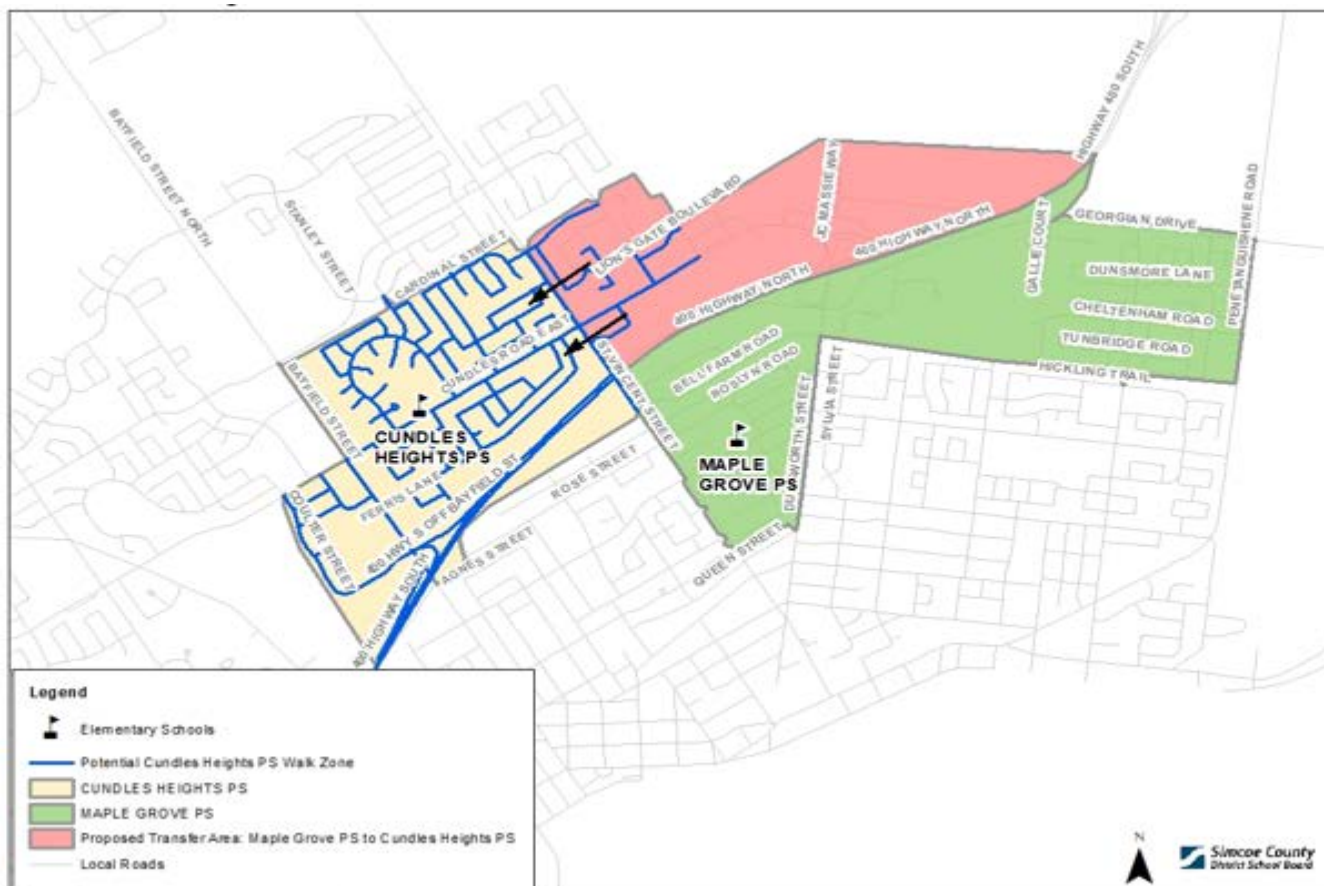 HIGHWAY 400 SOUTH
BAYFIELD STREET NORTH
STANLEY STREET
CARDINAL STREET
LION'S GATE BOULEVARD
JC MASSIE WAY
400 HIGHWAY NORTH
400 HIGHWAY NORTH
GALLIE COURT
GEORGIAN DRIVE
PENETANGUISHENE ROAD
DUNSMORE LANE
CHELTENHAM ROAD
TUNBRIDGE ROAD
HICKLING TRAIL
CUNDLES ROAD EAST
ST. VINCENT STREET
BELL FARM ROAD
ROSLYN ROAD
SYLVIA STREET
BAYFIELD STREET
CUNDLES
HEIGHTS PS
MAPLE
GROVE PS
FERNIS LANE
ROSE STREET
COULTER STREET
400 HWY S OFF BAYFIELD ST
AGNES STREET
QUEEN STREET
400 HIGHWAY SOUTH
Legend
Elementary Schools
Potential Cundles Heights PS Walk Zone
CUNDLES HEIGHTS PS
MAPLE GROVE PS
Proposed Transfer Area: Maple Grove PS to Cundles Heights PS
Local Roads
N
Simcoe County
District School Board